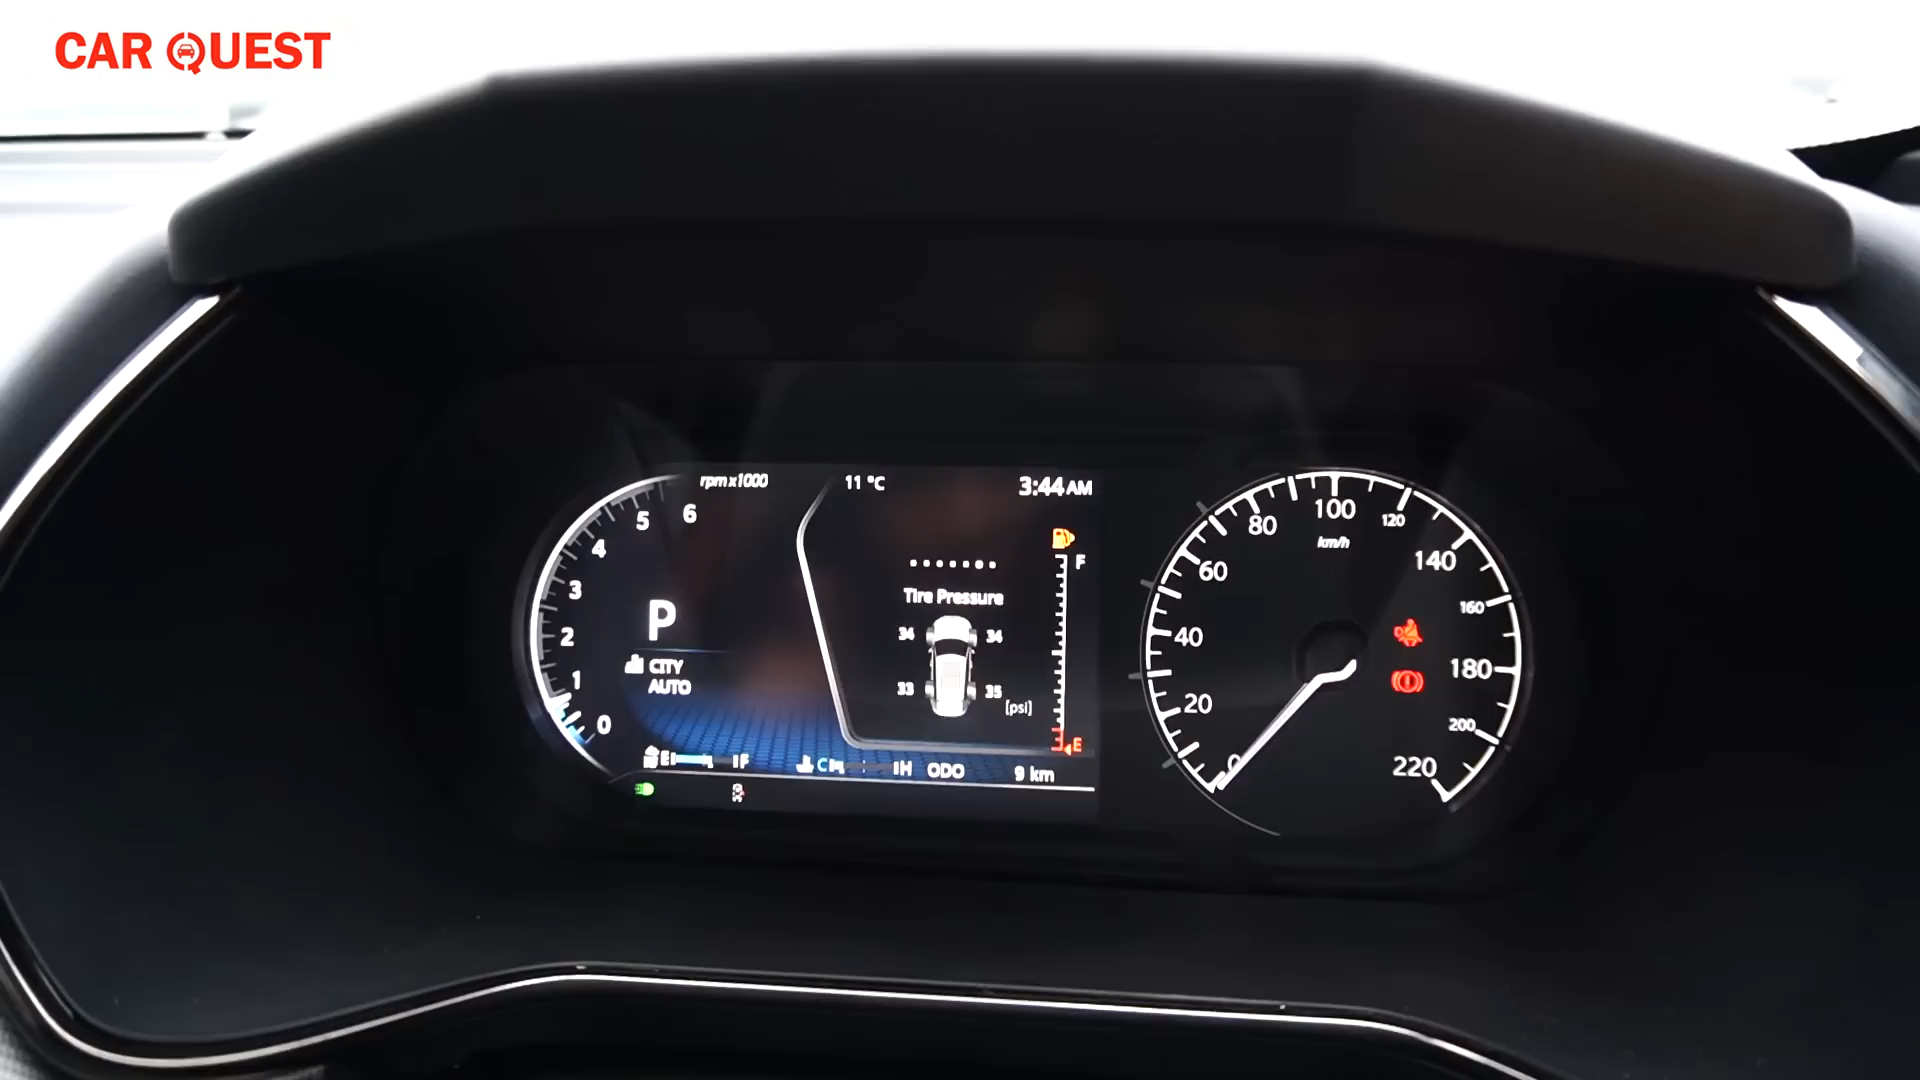 CAR QUEST
rpm x1000
11 °C
3:44 AM
6
5
4
3
2
1
0
P
CITY
AUTO
Tire Pressure
34 34
33 35
[psi]
F
E
E F
C H
ODO 9 km
0
20
40
60
80
100
120
140
160
180
200
220
km/h